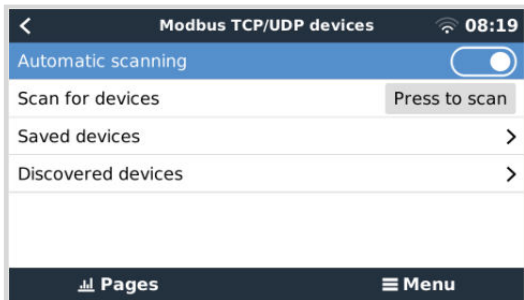 Modbus TCP/UDP devices 08:19
Automatic scanning
Scan for devices Press to scan
Saved devices
Discovered devices
Pages Menu